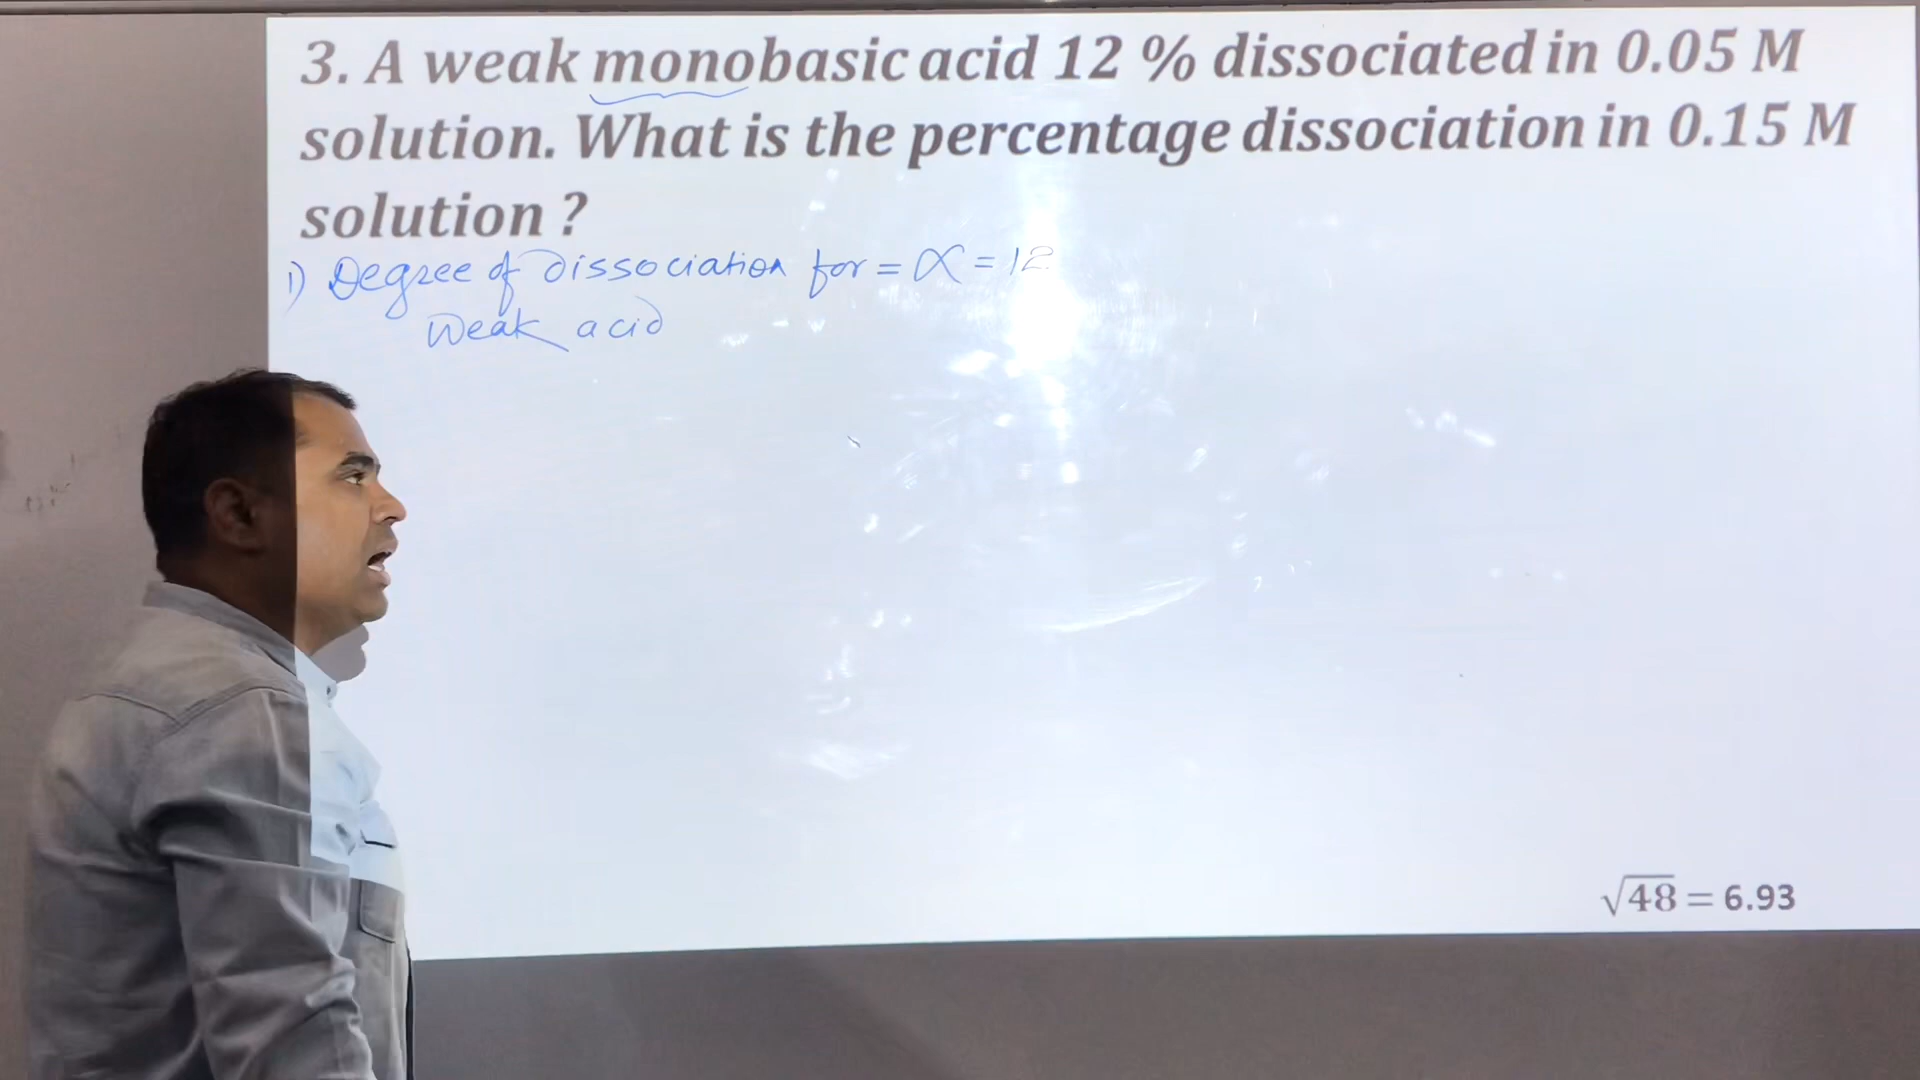 3. A weak monobasic acid 12 % dissociated in 0.05 M
solution. What is the percentage dissociation in 0.15 M
solution ?
1) Degree of dissociation for = ∝ = 12
weak acid
√48 = 6.93